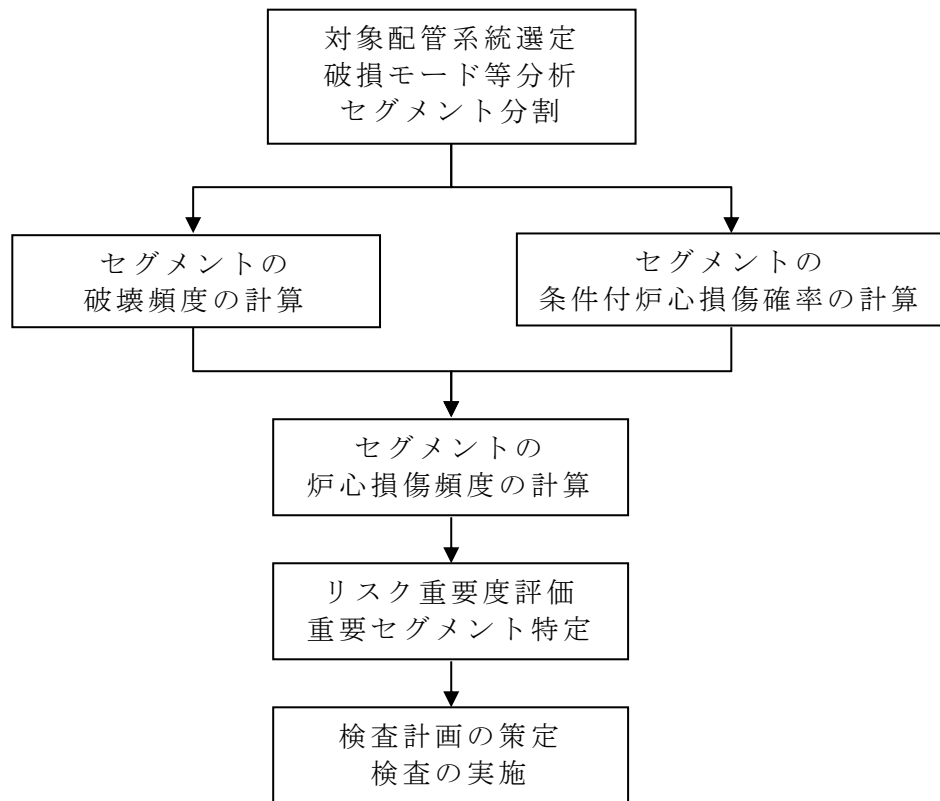 対象配管系統選定
破損モード等分析
セグメント分割
セグメントの
破壊頻度の計算
セグメントの
条件付炉心損傷確率の計算
セグメントの
炉心損傷頻度の計算
リスク重要度評価
重要セグメント特定
検査計画の策定
検査の実施